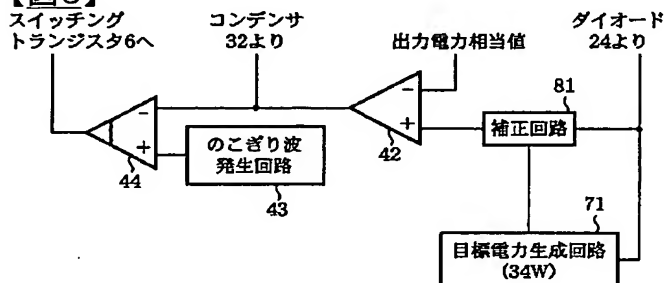 スイッチング
トランジスタ6へ
コンデンサ
32より
出力電力相当値
ダイオード
24より
81
補正回路
42
のこぎり波
発生回路
43
44
71
目標電力生成回路
(34W)
−
+
−
+